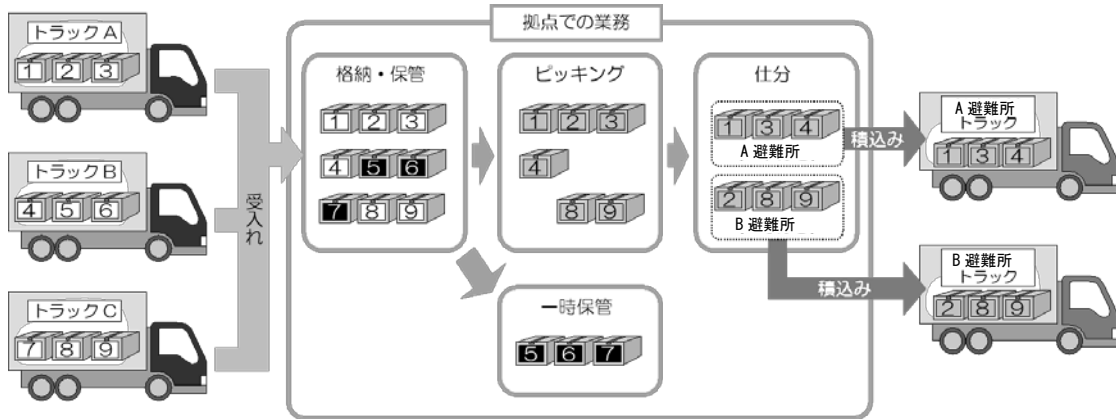 拠点での業務
トラックA
1 2 3
トラックB
4 5 6
トラックC
7 8 9
受入れ
格納・保管
1 2 3
4 5 6
7 8 9
ピッキング
1 2 3
4
8 9
一時保管
5 6 7
仕分
1 3 4
A避難所
2 8 9
B避難所
積込み
積込み
A避難所
トラック
1 3 4
B避難所
トラック
2 8 9